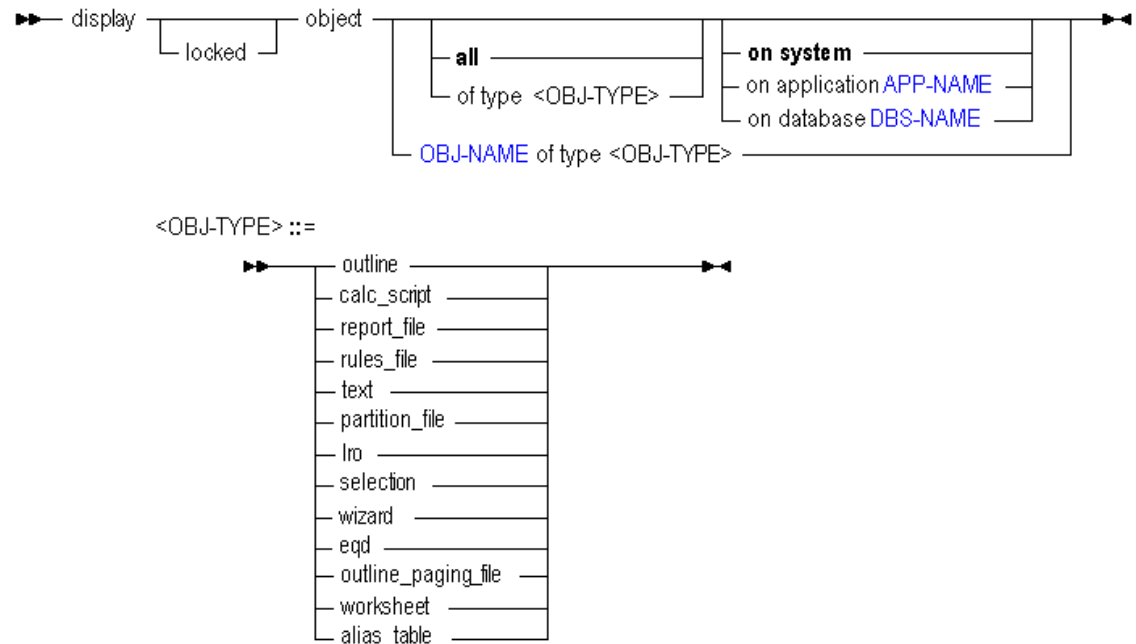 display locked object all on system
of type <OBJ-TYPE> on application APP-NAME
on database DBS-NAME
OBJ-NAME of type <OBJ-TYPE>
<OBJ-TYPE> ::=
outline
calc_script
report_file
rules_file
text
partition_file
lro
selection
wizard
eqd
outline_paging_file
worksheet
alias_table